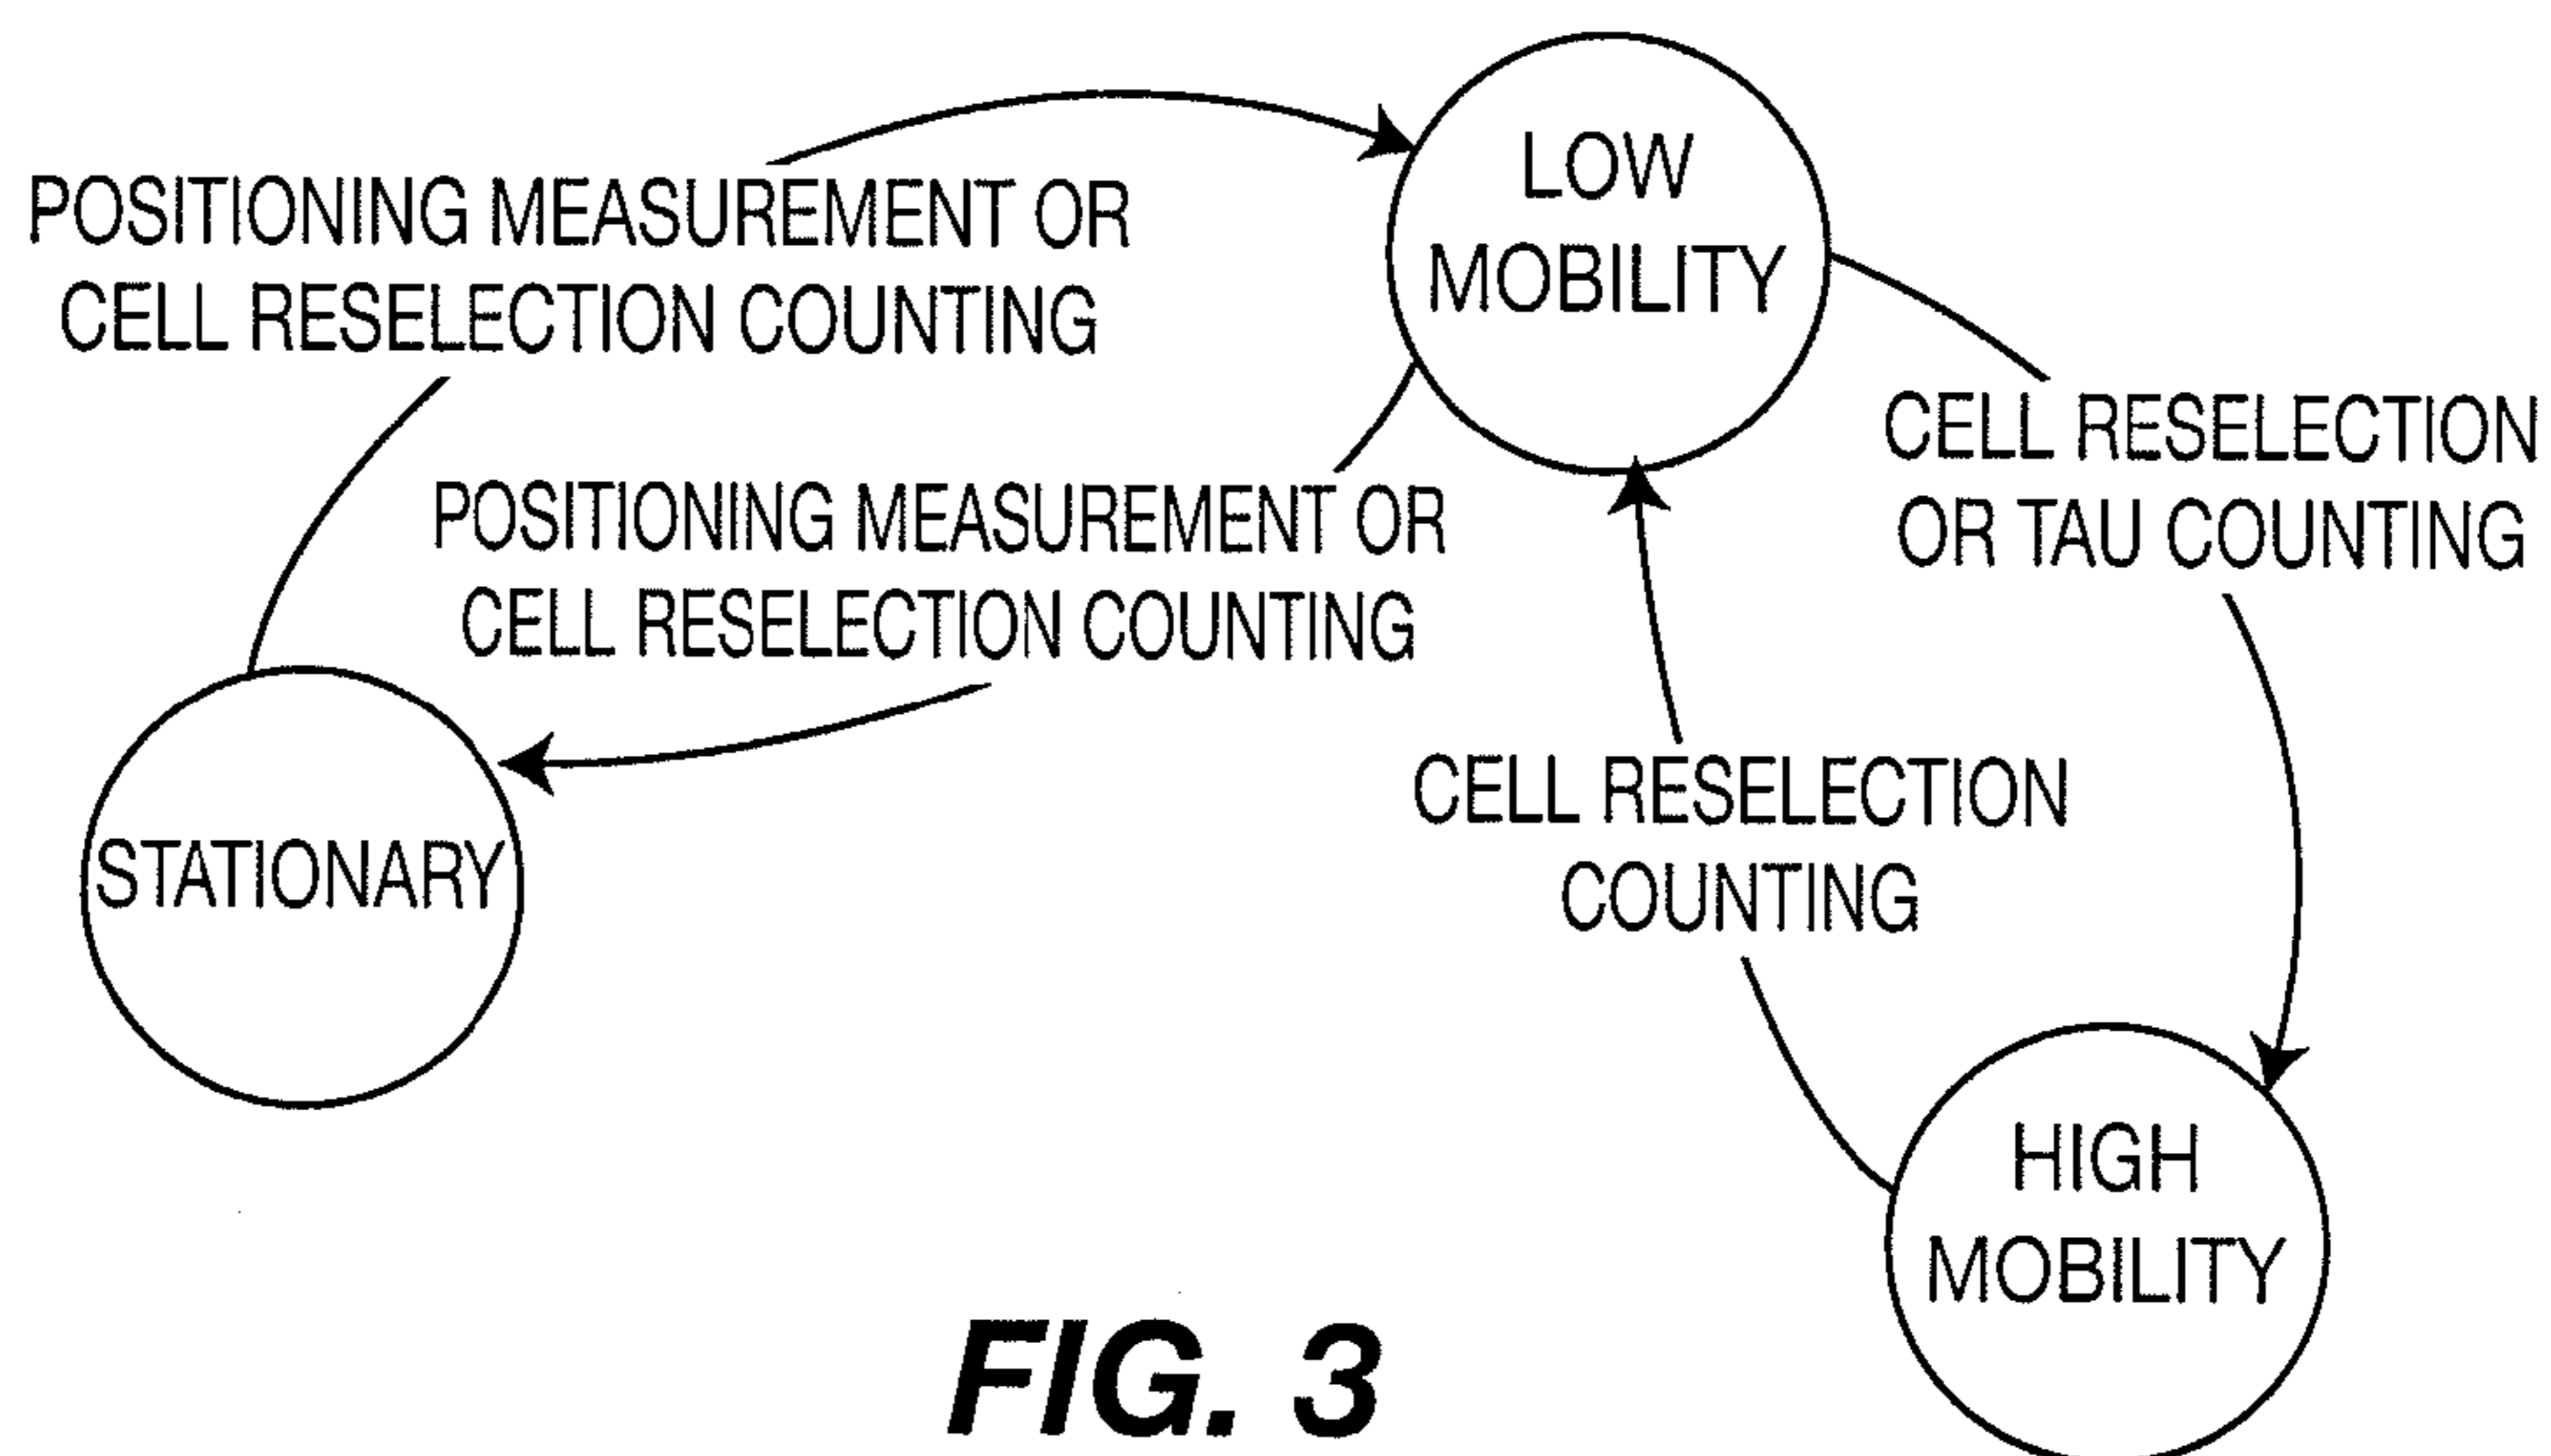 LOW
MOBILITY
POSITIONING MEASUREMENT OR
CELL RESELECTION COUNTING
CELL RESELECTION
OR TAU COUNTING
POSITIONING MEASUREMENT OR
CELL RESELECTION COUNTING
CELL RESELECTION
COUNTING
STATIONARY
HIGH
MOBILITY
FIG. 3